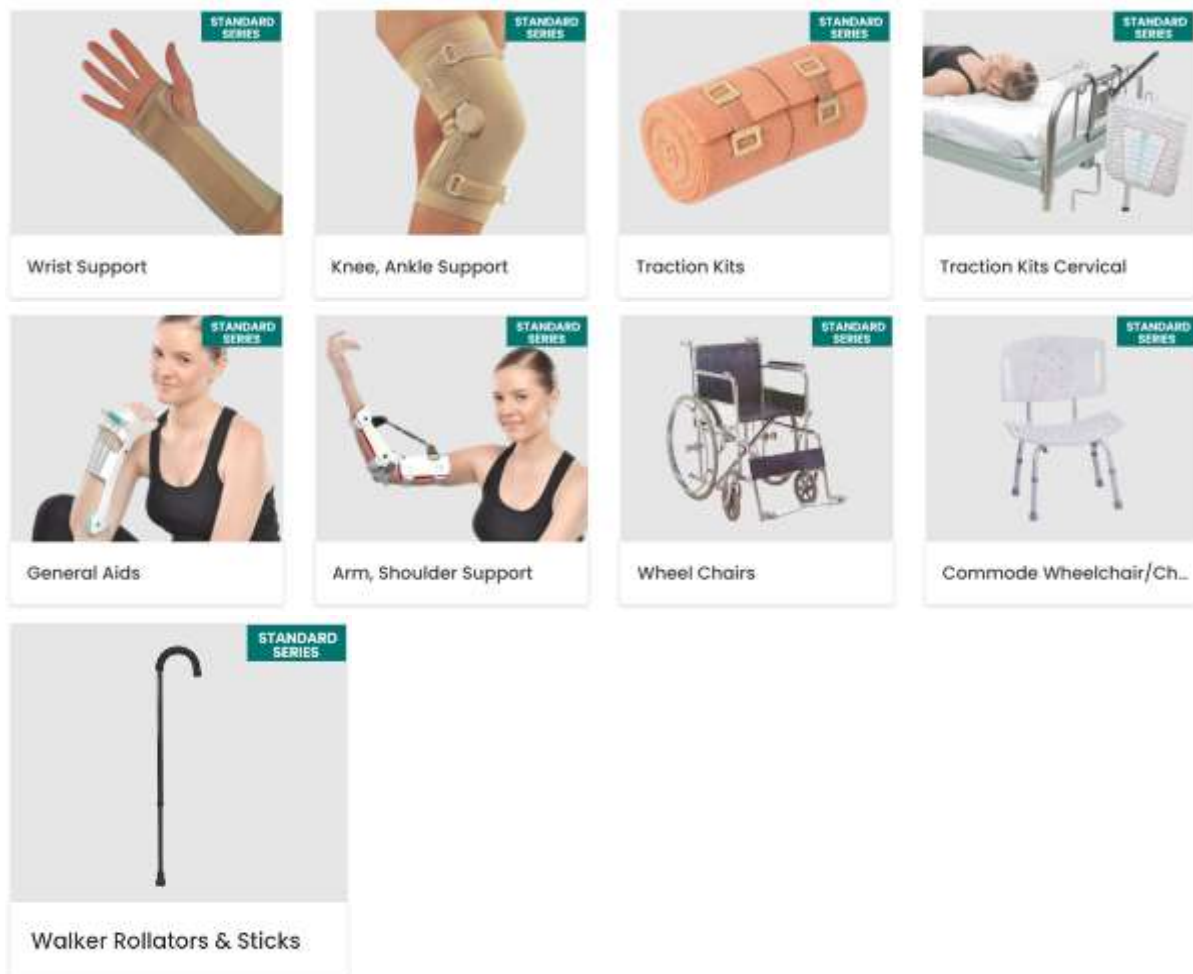 STANDARD
SERIES
Wrist Support
STANDARD
SERIES
Knee, Ankle Support
STANDARD
SERIES
Traction Kits
STANDARD
SERIES
Traction Kits Cervical
STANDARD
SERIES
General Aids
STANDARD
SERIES
Arm, Shoulder Support
STANDARD
SERIES
Wheel Chairs
STANDARD
SERIES
Commode Wheelchair/Ch...
STANDARD
SERIES
Walker Rollators & Sticks